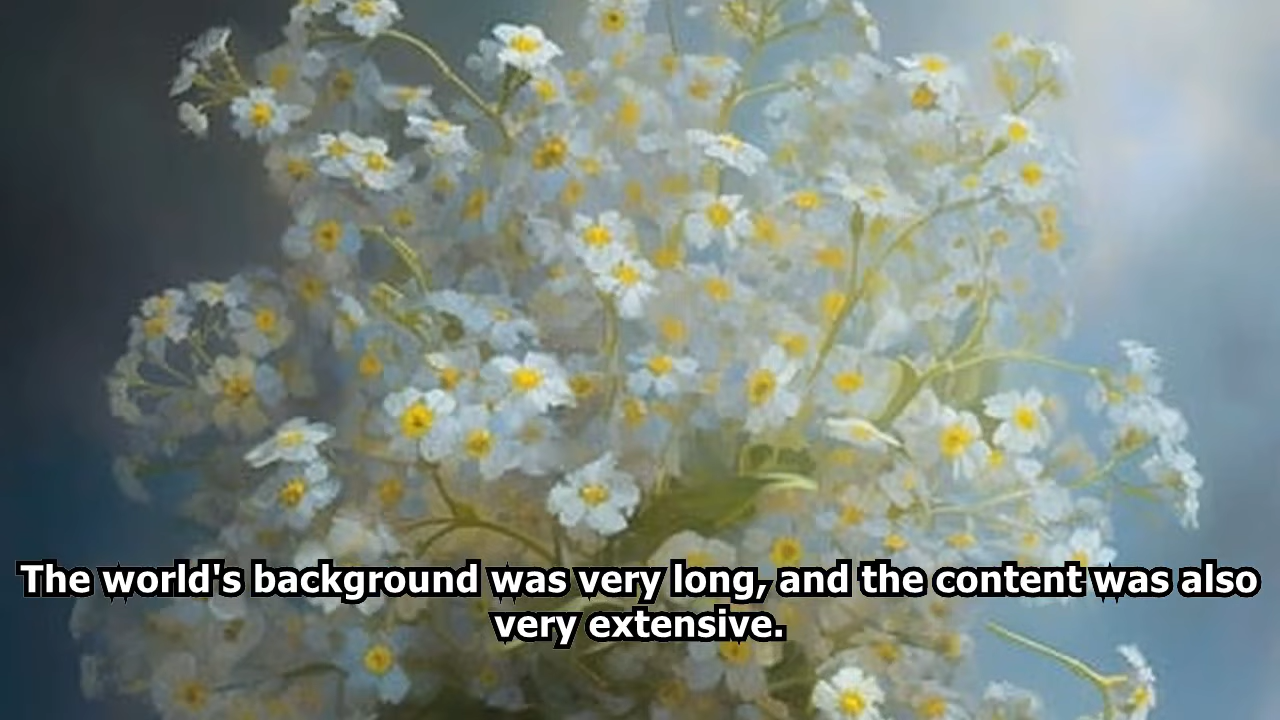 The world's background was very long, and the content was also
very extensive.